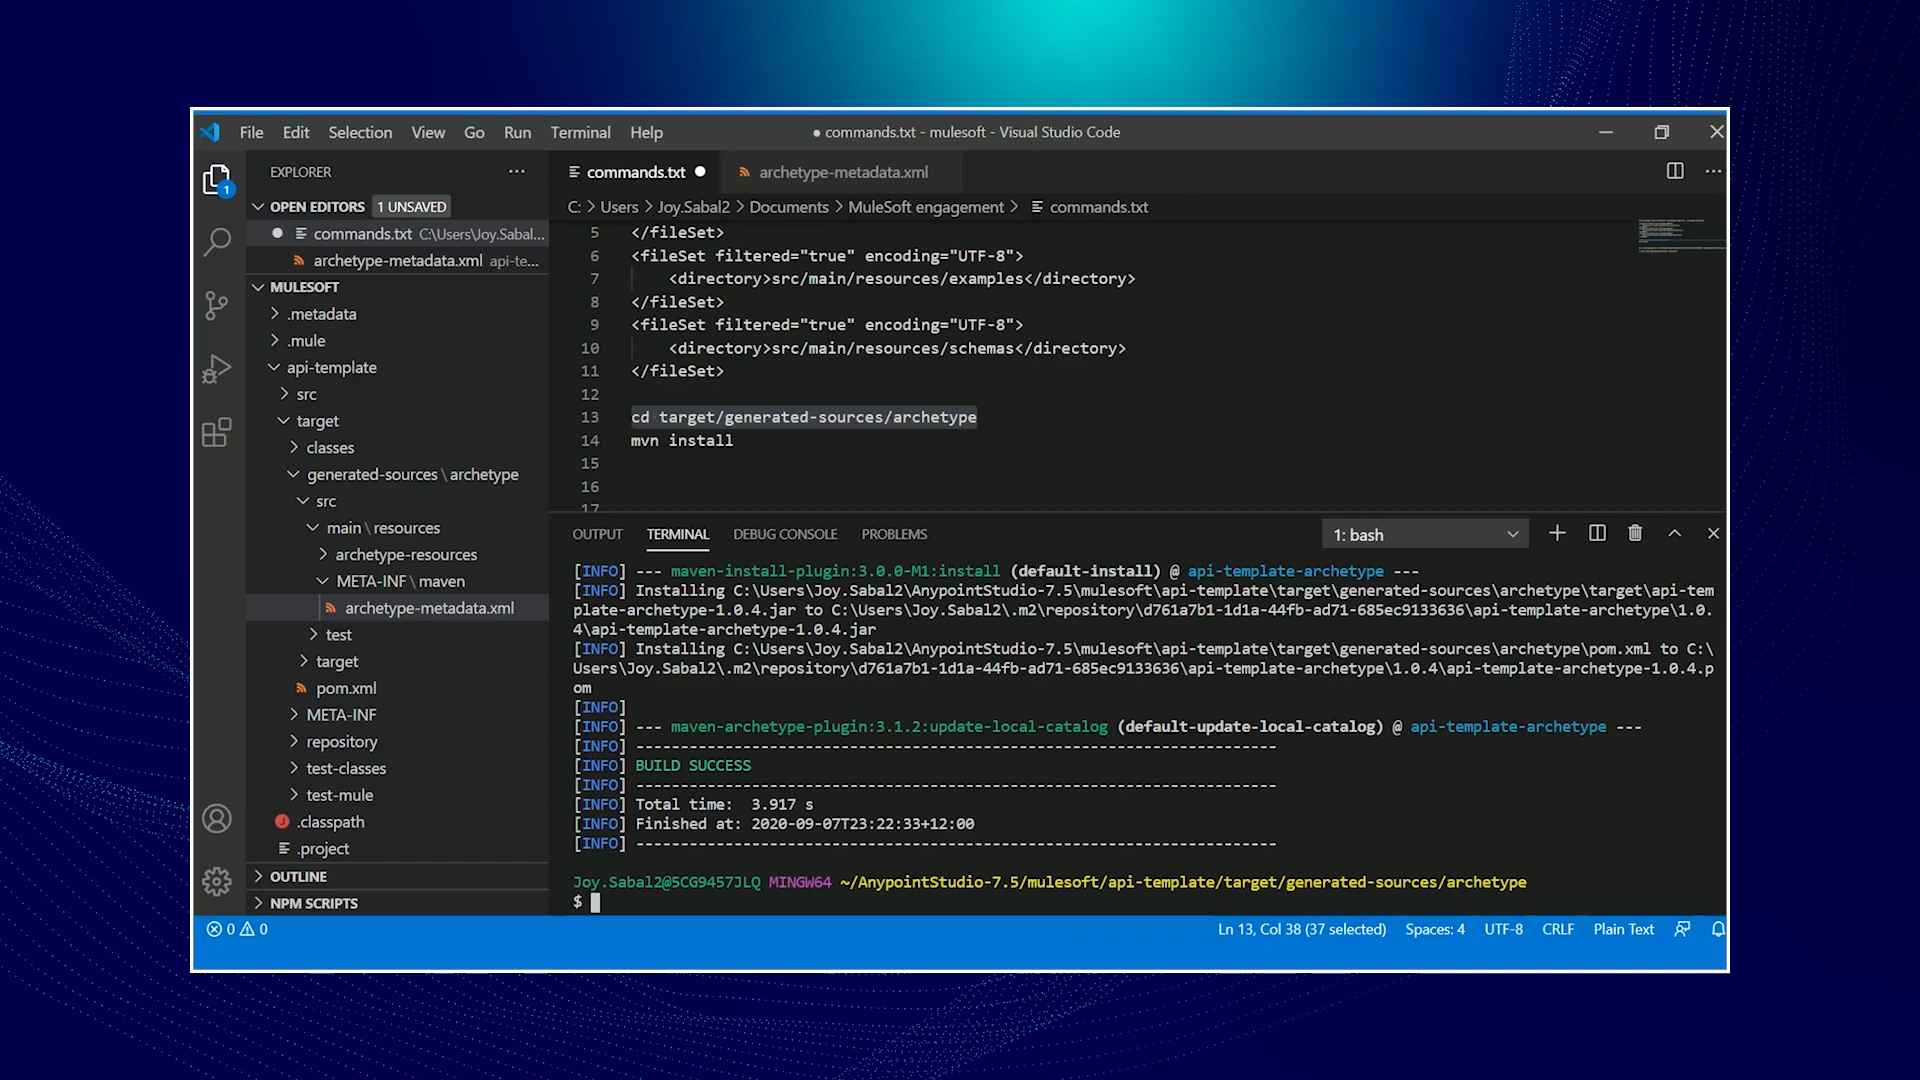 File Edit Selection View Go Run Terminal Help
● commands.txt - mulesoft - Visual Studio Code
EXPLORER
1
OPEN EDITORS 1 UNSAVED
commands.txt C:\Users\Joy.Sabal...
archetype-metadata.xml api-te...
MULESOFT
.metadata
.mule
api-template
src
target
classes
generated-sources \ archetype
src
main \ resources
archetype-resources
META-INF \ maven
archetype-metadata.xml
test
target
pom.xml
META-INF
repository
test-classes
test-mule
.classpath
.project
OUTLINE
NPM SCRIPTS
commands.txt
archetype-metadata.xml
C: > Users > Joy.Sabal2 > Documents > MuleSoft engagement > commands.txt
5 </fileSet>
6 <fileSet filtered="true" encoding="UTF-8">
7 <directory>src/main/resources/examples</directory>
8 </fileSet>
9 <fileSet filtered="true" encoding="UTF-8">
10 <directory>src/main/resources/schemas</directory>
11 </fileSet>
12
13 cd target/generated-sources/archetype
14 mvn install
15
16
17
OUTPUT TERMINAL DEBUG CONSOLE PROBLEMS
1: bash
[INFO] --- maven-install-plugin:3.0.0-M1:install (default-install) @ api-template-archetype ---
[INFO] Installing C:\Users\Joy.Sabal2\AnypointStudio-7.5\mulesoft\api-template\target\generated-sources\archetype\target\api-tem
plate-archetype-1.0.4.jar to C:\Users\Joy.Sabal2\.m2\repository\d761a7b1-1d1a-44fb-ad71-685ec9133636\api-template-archetype\1.0.
4\api-template-archetype-1.0.4.jar
[INFO] Installing C:\Users\Joy.Sabal2\AnypointStudio-7.5\mulesoft\api-template\target\generated-sources\archetype\pom.xml to C:\
Users\Joy.Sabal2\.m2\repository\d761a7b1-1d1a-44fb-ad71-685ec9133636\api-template-archetype\1.0.4\api-template-archetype-1.0.4.p
om
[INFO]
[INFO] --- maven-archetype-plugin:3.1.2:update-local-catalog (default-update-local-catalog) @ api-template-archetype ---
[INFO] ------------------------------------------------------------------------
[INFO] BUILD SUCCESS
[INFO] ------------------------------------------------------------------------
[INFO] Total time:  3.917 s
[INFO] Finished at: 2020-09-07T23:22:33+12:00
[INFO] ------------------------------------------------------------------------
Joy.Sabal2@5CG9457JLQ MINGW64 ~/AnypointStudio-7.5/mulesoft/api-template/target/generated-sources/archetype
$
0 0
Ln 13, Col 38 (37 selected) Spaces: 4 UTF-8 CRLF Plain Text